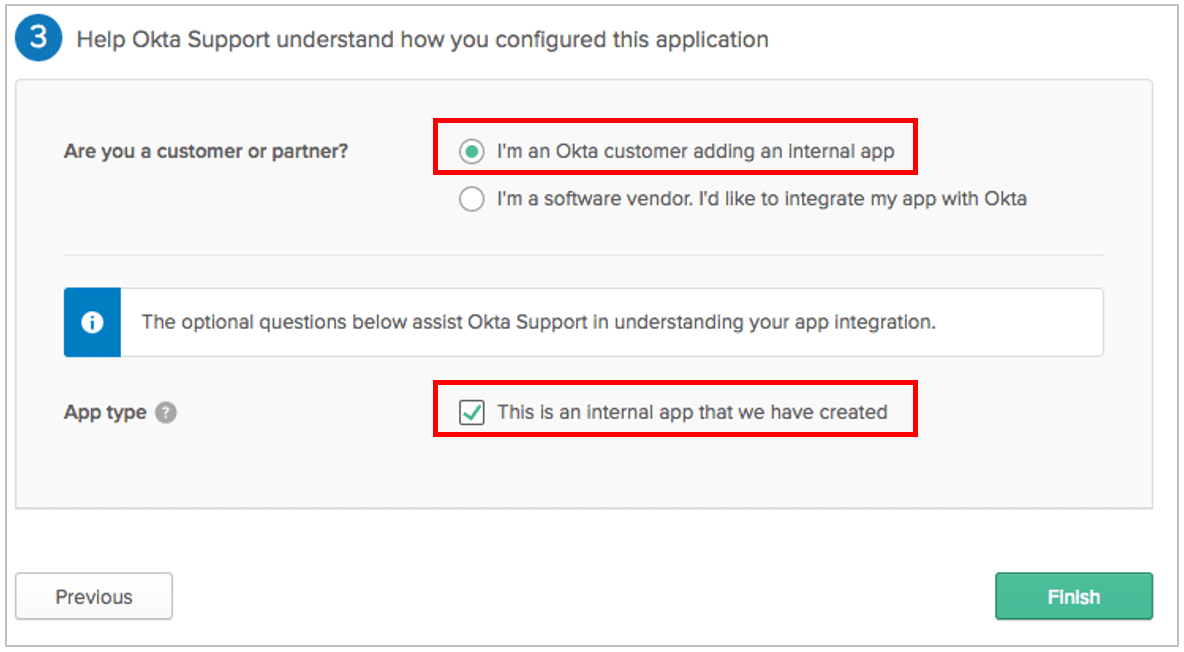 3 Help Okta Support understand how you configured this application
Are you a customer or partner? I'm an Okta customer adding an internal app
I'm a software vendor. I'd like to integrate my app with Okta
i The optional questions below assist Okta Support in understanding your app integration.
App type ? This is an internal app that we have created
Previous Finish